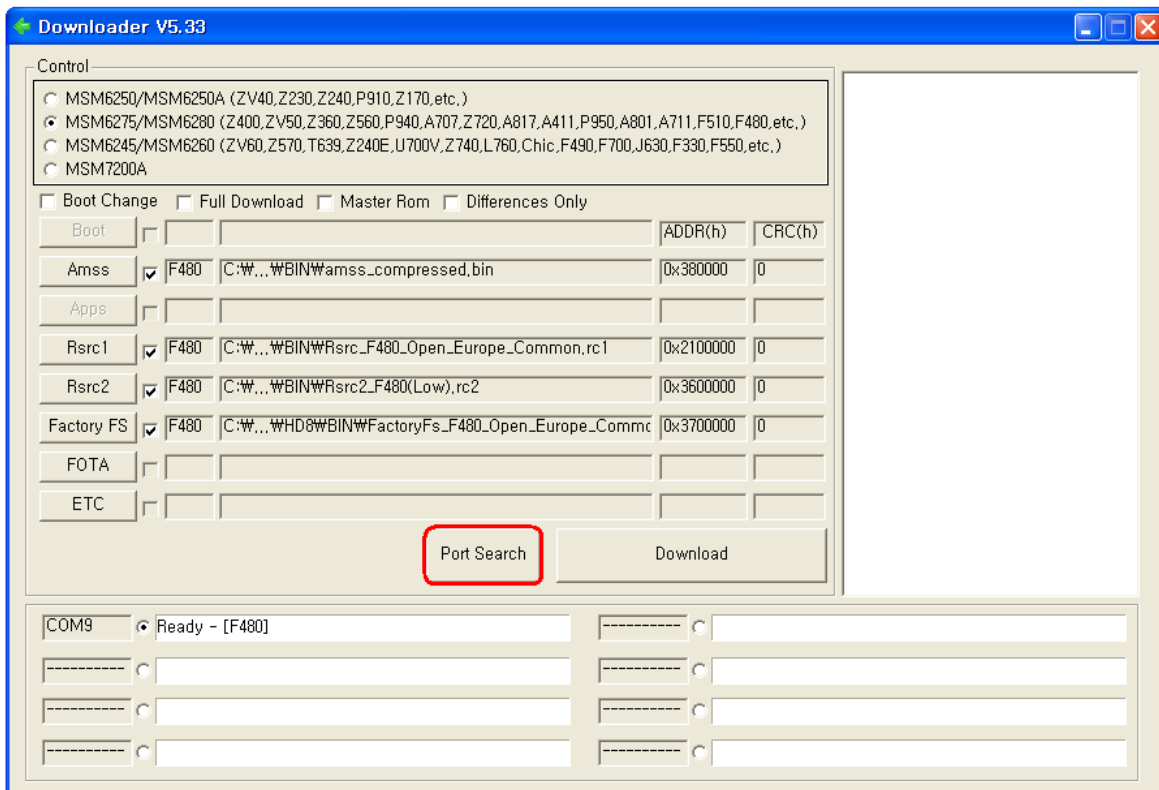 Downloader V5.33
Control
MSM6250/MSM6250A (ZV40,Z230,Z240,P910,Z170,etc,)
MSM6275/MSM6280 (Z400,ZV50,Z360,Z560,P940,A707,Z720,A817,A411,P950,A801,A711,F510,F480,etc,)
MSM6245/MSM6260 (ZV60,Z570,T639,Z240E,U700V,Z740,L760,Chic,F490,F700,J630,F330,F550,etc,)
MSM7200A
Boot Change Full Download Master Rom Differences Only
Boot ADDR(h) CRC(h)
Amss F480 C:₩,,,₩BIN₩amss_compressed,bin 0x380000 0
Apps
Rsrc1 F480 C:₩,,,₩BIN₩Rsrc_F480_Open_Europe_Common,rc1 0x2100000 0
Rsrc2 F480 C:₩,,,₩BIN₩Rsrc2_F480(Low),rc2 0x3600000 0
Factory FS F480 C:₩,,,₩HD8₩BIN₩FactoryFs_F480_Open_Europe_Commc 0x3700000 0
FOTA
ETC
Port Search Download
COM9 Ready - [F480] ----------
---------- ----------
---------- ----------
---------- ----------